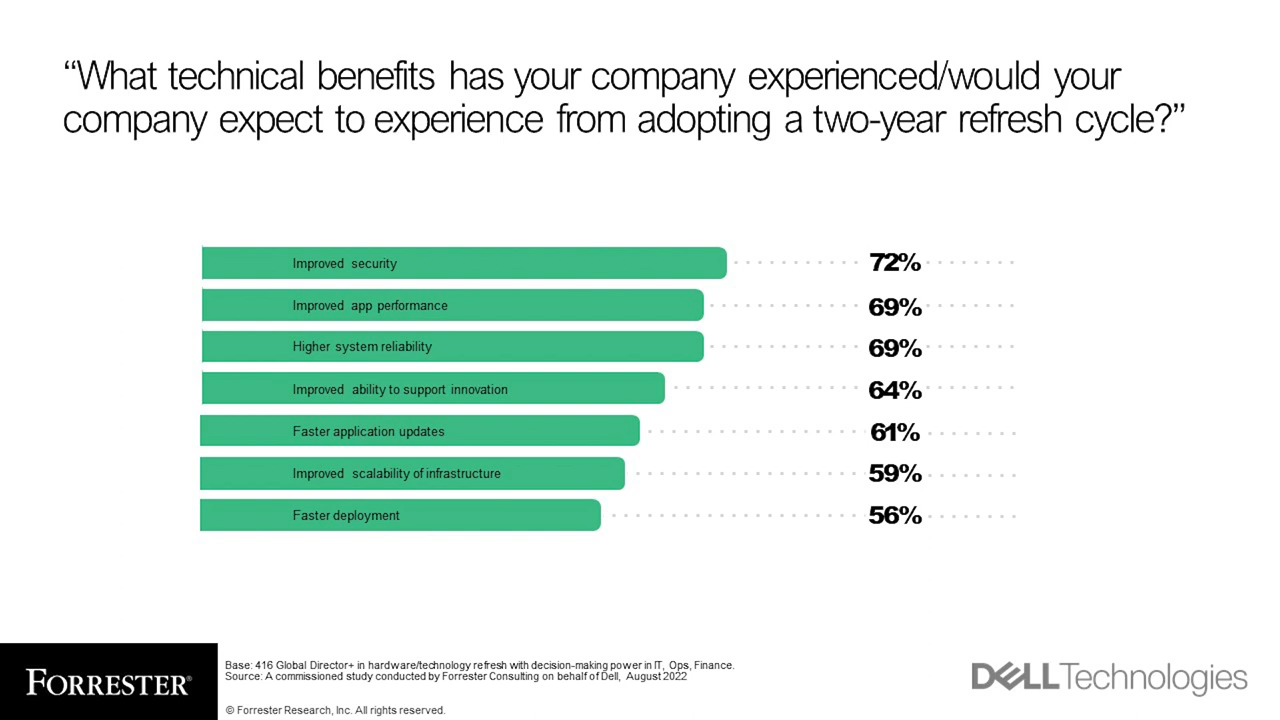 “What technical benefits has your company experienced/would your
company expect to experience from adopting a two-year refresh cycle?”
Improved security 72%
Improved app performance 69%
Higher system reliability 69%
Improved ability to support innovation 64%
Faster application updates 61%
Improved scalability of infrastructure 59%
Faster deployment 56%
FORRESTER®
Base: 416 Global Director+ in hardware/technology refresh with decision-making power in IT, Ops, Finance.
Source: A commissioned study conducted by Forrester Consulting on behalf of Dell, August 2022
© Forrester Research, Inc. All rights reserved.
DELL Technologies